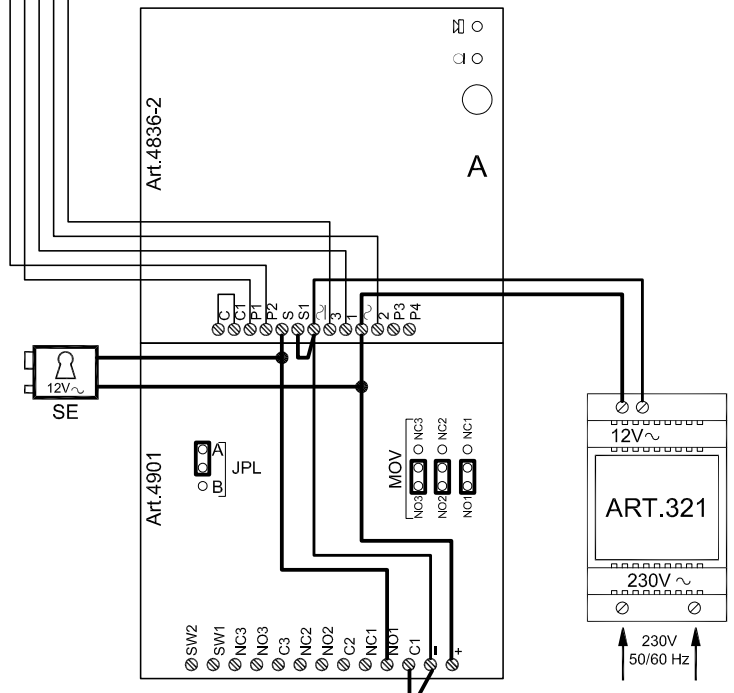 Art.4836-2
A
C
C1
P1
P2
S
S1
3
1
~
2
P3
P4
12V~
SE
Art.4901
A
B
JPL
MOV
NC3
NC2
NC1
NO3
NO2
NO1
12V~
ART.321
230V ~
230V
50/60 Hz
SW2
SW1
NC3
NO3
C3
NC2
NO2
C2
NC1
NO1
C1
-
+